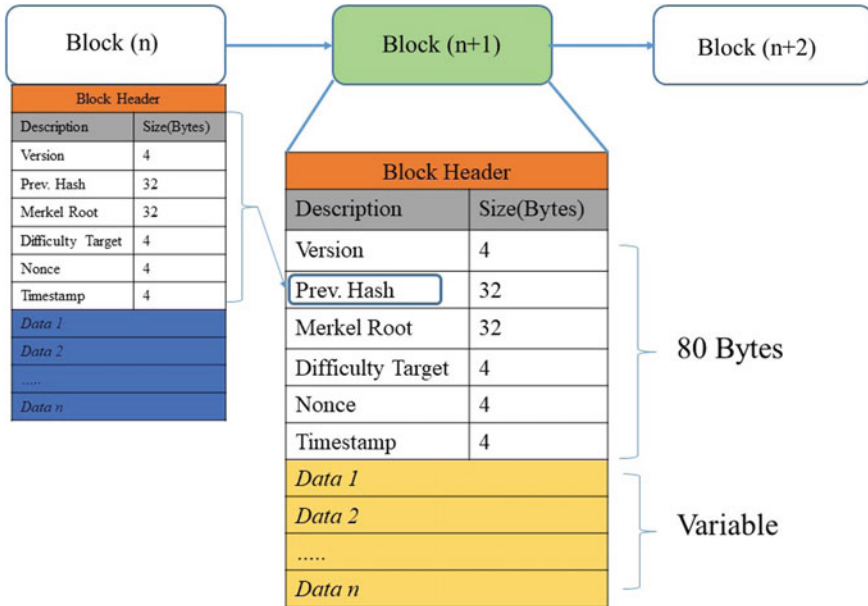 Block (n)
Block (n+1)
Block (n+2)
Block Header
Description Size(Bytes)
Version 4
Prev. Hash 32
Merkel Root 32
Difficulty Target 4
Nonce 4
Timestamp 4
Data 1
Data 2
.....
Data n
Block Header
Description Size(Bytes)
Version 4
Prev. Hash 32
Merkel Root 32
Difficulty Target 4
Nonce 4
Timestamp 4
80 Bytes
Data 1
Data 2
.....
Data n
Variable